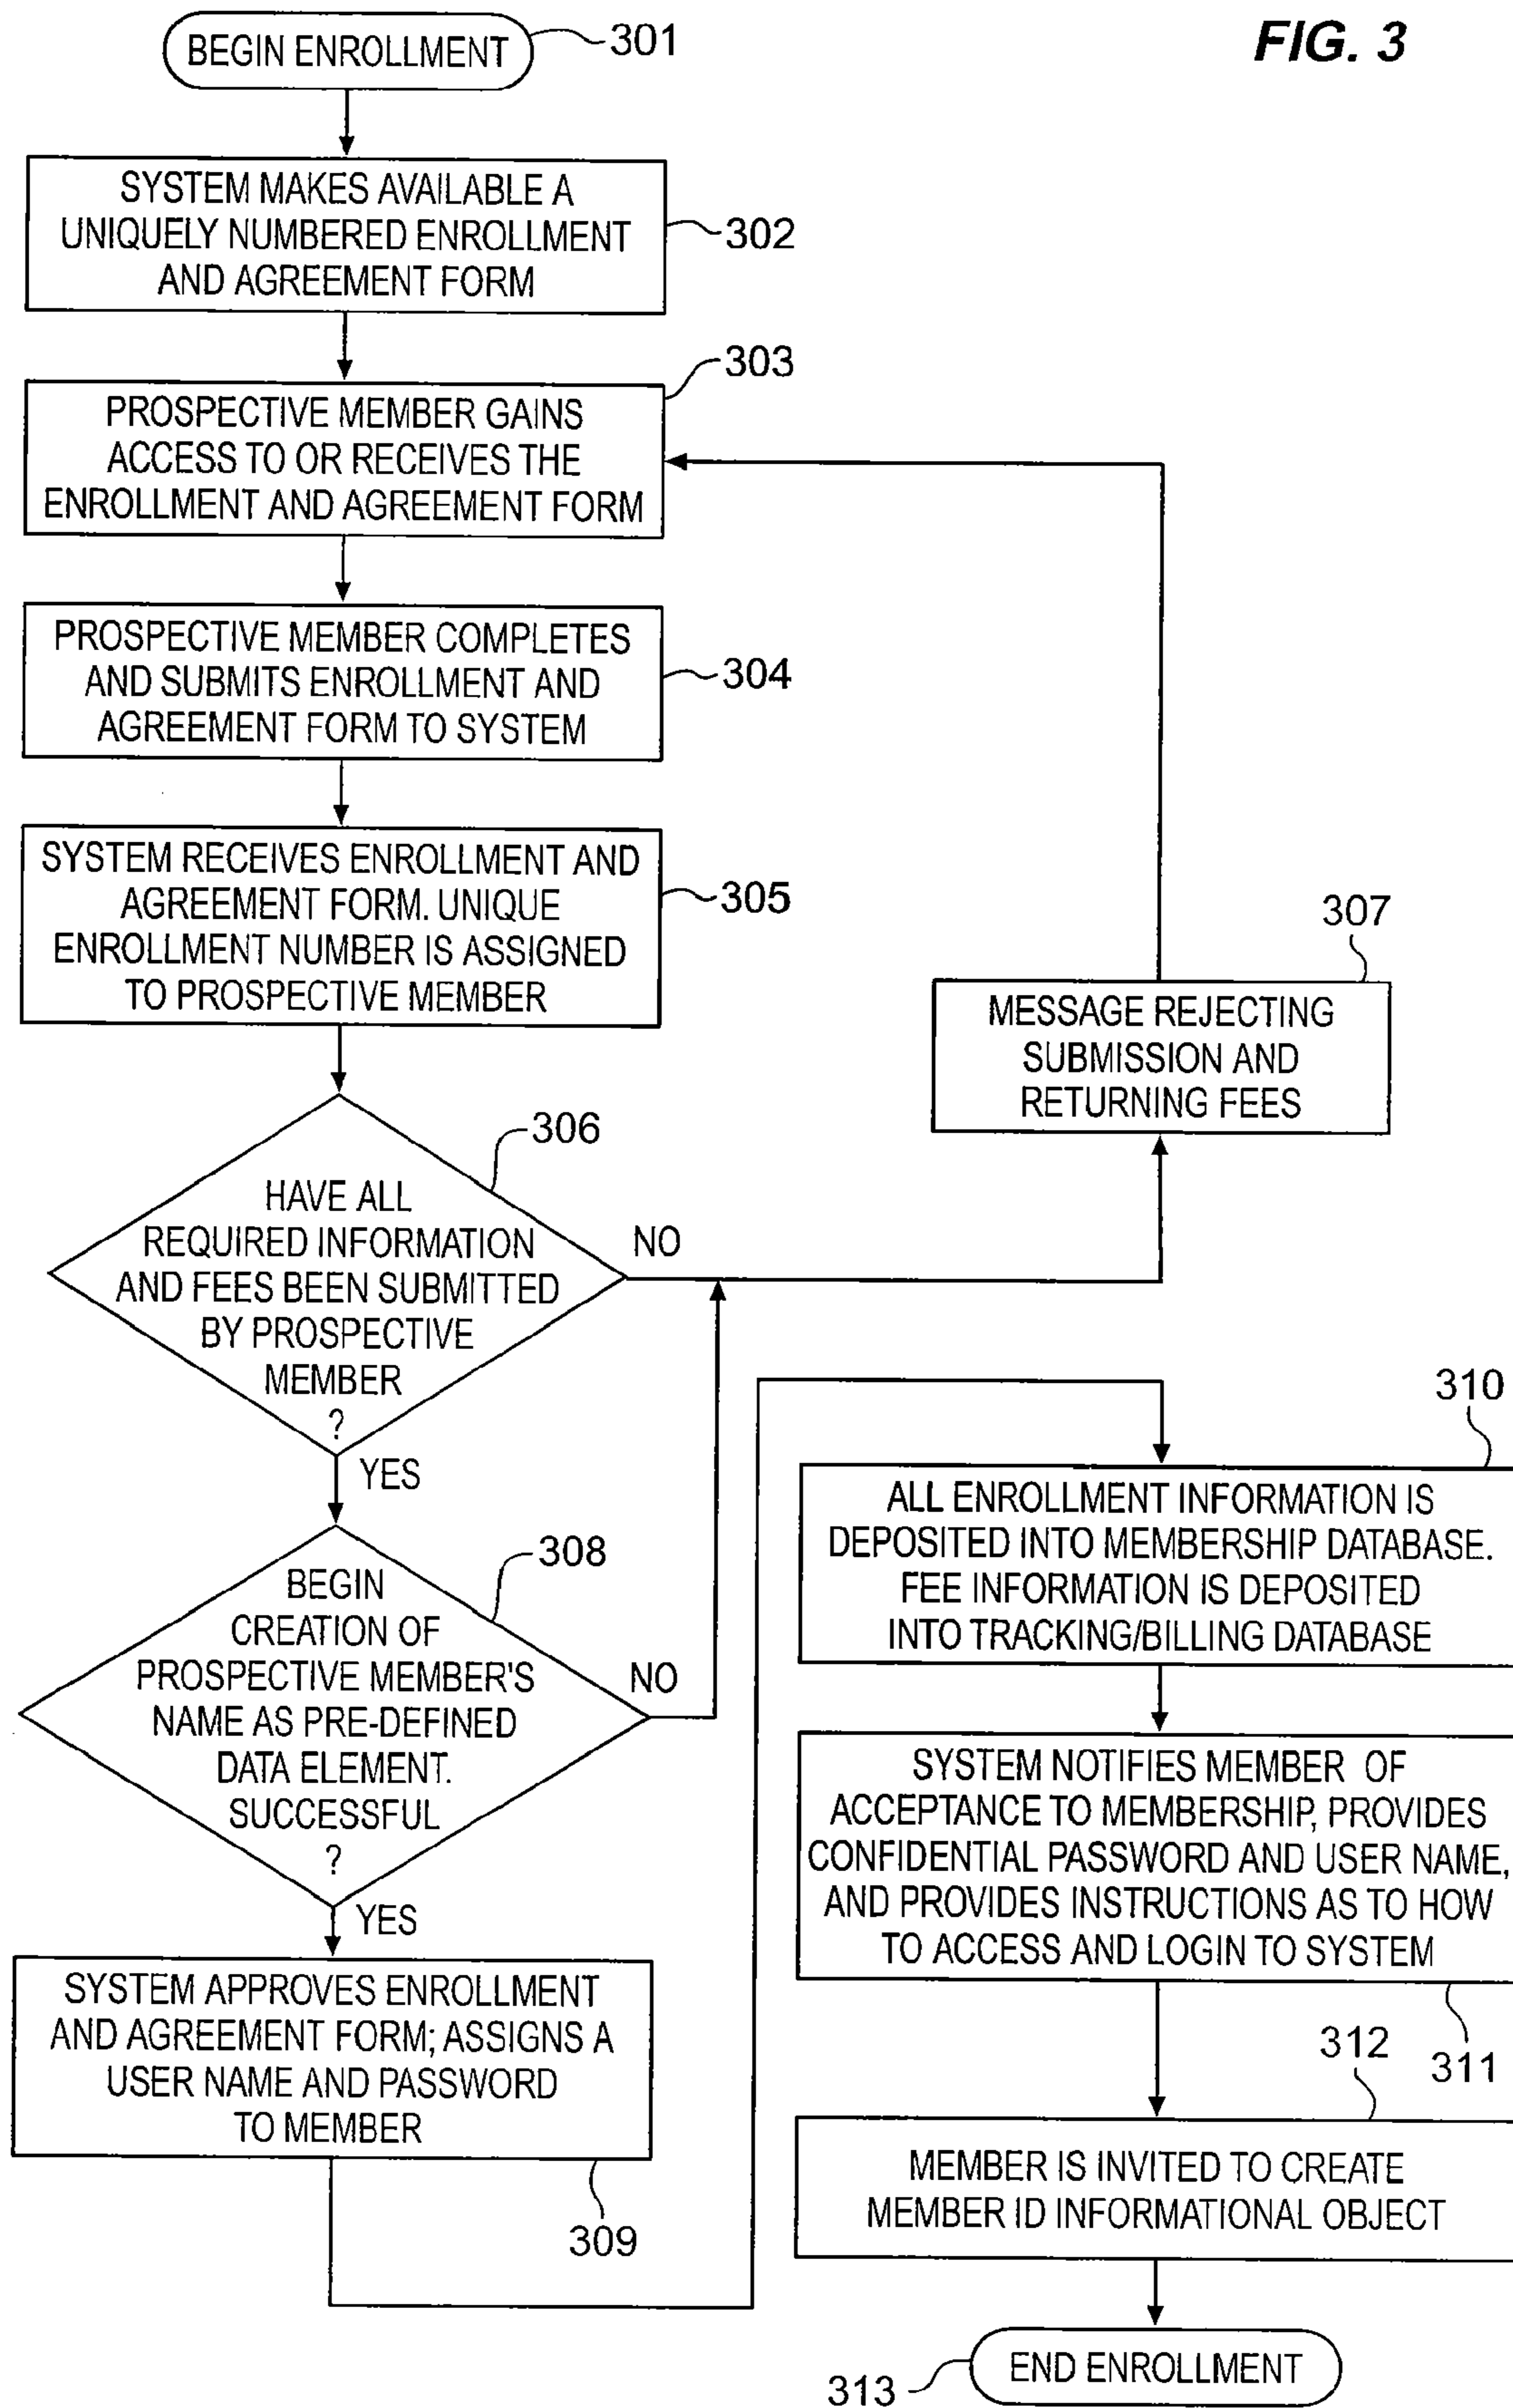 FIG. 3
BEGIN ENROLLMENT
301
SYSTEM MAKES AVAILABLE A
UNIQUELY NUMBERED ENROLLMENT
AND AGREEMENT FORM
302
303
PROSPECTIVE MEMBER GAINS
ACCESS TO OR RECEIVES THE
ENROLLMENT AND AGREEMENT FORM
PROSPECTIVE MEMBER COMPLETES
AND SUBMITS ENROLLMENT AND
AGREEMENT FORM TO SYSTEM
304
SYSTEM RECEIVES ENROLLMENT AND
AGREEMENT FORM. UNIQUE
ENROLLMENT NUMBER IS ASSIGNED
TO PROSPECTIVE MEMBER
305
307
MESSAGE REJECTING
SUBMISSION AND
RETURNING FEES
306
HAVE ALL
REQUIRED INFORMATION
AND FEES BEEN SUBMITTED
BY PROSPECTIVE
MEMBER
?
NO
YES
308
BEGIN
CREATION OF
PROSPECTIVE MEMBER'S
NAME AS PRE-DEFINED
DATA ELEMENT.
SUCCESSFUL
?
NO
YES
SYSTEM APPROVES ENROLLMENT
AND AGREEMENT FORM; ASSIGNS A
USER NAME AND PASSWORD
TO MEMBER
309
310
ALL ENROLLMENT INFORMATION IS
DEPOSITED INTO MEMBERSHIP DATABASE.
FEE INFORMATION IS DEPOSITED
INTO TRACKING/BILLING DATABASE
SYSTEM NOTIFIES MEMBER OF
ACCEPTANCE TO MEMBERSHIP, PROVIDES
CONFIDENTIAL PASSWORD AND USER NAME,
AND PROVIDES INSTRUCTIONS AS TO HOW
TO ACCESS AND LOGIN TO SYSTEM
311
312
MEMBER IS INVITED TO CREATE
MEMBER ID INFORMATIONAL OBJECT
END ENROLLMENT
313